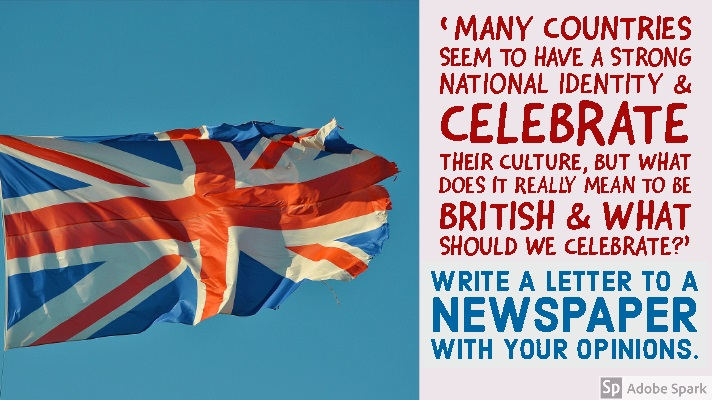 ‘MANY COUNTRIES
SEEM TO HAVE A STRONG
NATIONAL IDENTITY &
CELEBRATE
THEIR CULTURE, BUT WHAT
DOES IT REALLY MEAN TO BE
BRITISH & WHAT
SHOULD WE CELEBRATE?’
WRITE A LETTER TO A
NEWSPAPER
WITH YOUR OPINIONS.
Sp Adobe Spark